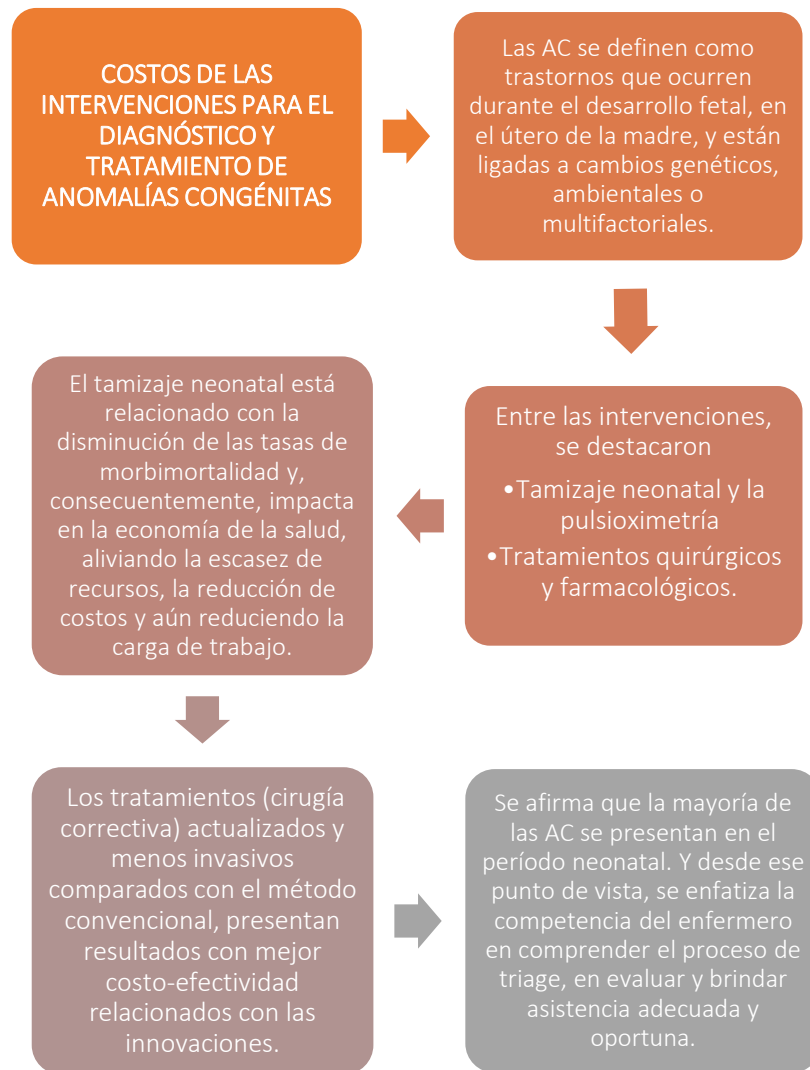 COSTOS DE LAS
INTERVENCIONES PARA EL
DIAGNÓSTICO Y
TRATAMIENTO DE
ANOMALÍAS CONGÉNITAS
Las AC se definen como
trastornos que ocurren
durante el desarrollo fetal, en
el útero de la madre, y están
ligadas a cambios genéticos,
ambientales o
multifactoriales.
Entre las intervenciones,
se destacaron
•Tamizaje neonatal y la
pulsioximetría
•Tratamientos quirúrgicos
y farmacológicos.
El tamizaje neonatal está
relacionado con la
disminución de las tasas de
morbimortalidad y,
consecuentemente, impacta
en la economía de la salud,
aliviando la escasez de
recursos, la reducción de
costos y aún reduciendo la
carga de trabajo.
Los tratamientos (cirugía
correctiva) actualizados y
menos invasivos
comparados con el método
convencional, presentan
resultados con mejor
costo-efectividad
relacionados con las
innovaciones.
Se afirma que la mayoría de
las AC se presentan en el
período neonatal. Y desde ese
punto de vista, se enfatiza la
competencia del enfermero
en comprender el proceso de
triage, en evaluar y brindar
asistencia adecuada y
oportuna.